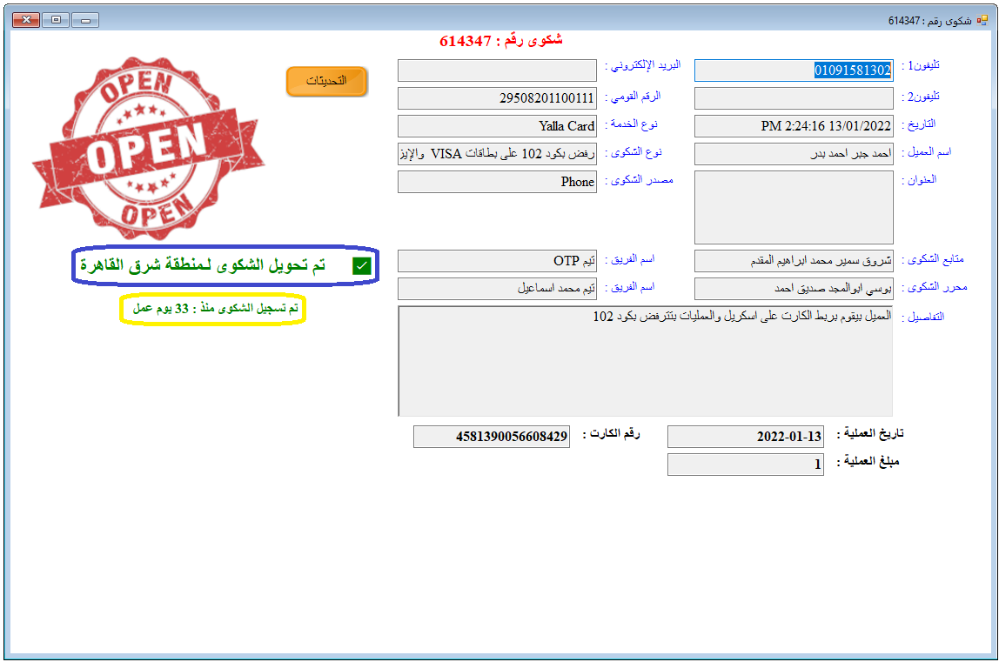 شكوى رقم : 614347
شكوى رقم : 614347
تليفون1 : 01091581302
البريد الإلكتروني :
التحديثات
تليفون2 :
الرقم القومي : 29508201100111
التاريخ : 13/01/2022 2:24:16 PM
نوع الخدمة : Yalla Card
اسم العميل : احمد جبر احمد بدر
نوع الشكوى : رفض بكود 102 على بطاقات VISA والإيز
العنوان :
مصدر الشكوى : Phone
OPEN
OPEN
OPEN
متابع الشكوى : شروق سمير محمد ابراهيم المقدم
اسم الفريق : تيم OTP
تم تحويل الشكوى لـمنطقة شرق القاهرة
محرر الشكوى : يوسي ابوالمجد صديق احمد
اسم الفريق : تيم محمد اسماعيل
تم تسجيل الشكوى منذ : 33 يوم عمل
التفاصيل : العميل بيقوم بربط الكارت على اسكريل والعمليات بتترفض بكود 102
تاريخ العملية : 2022-01-13
رقم الكارت : 4581390056608429
مبلغ العملية : 1